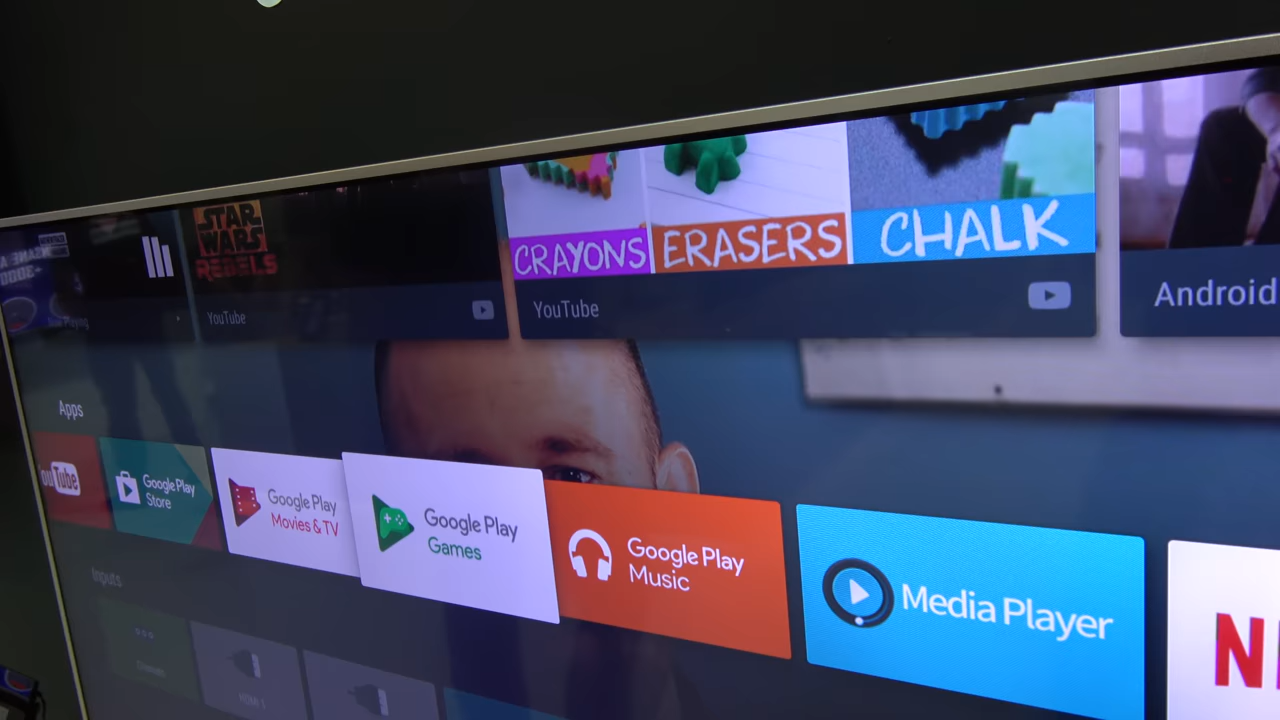 STAR
WARS
REBELS
YouTube
CRAYONS
ERASERS
CHALK
YouTube
Android
Apps
YouTube
Google Play
Store
Google Play
Movies & TV
Google Play
Games
Google Play
Music
Media Player
Inputs